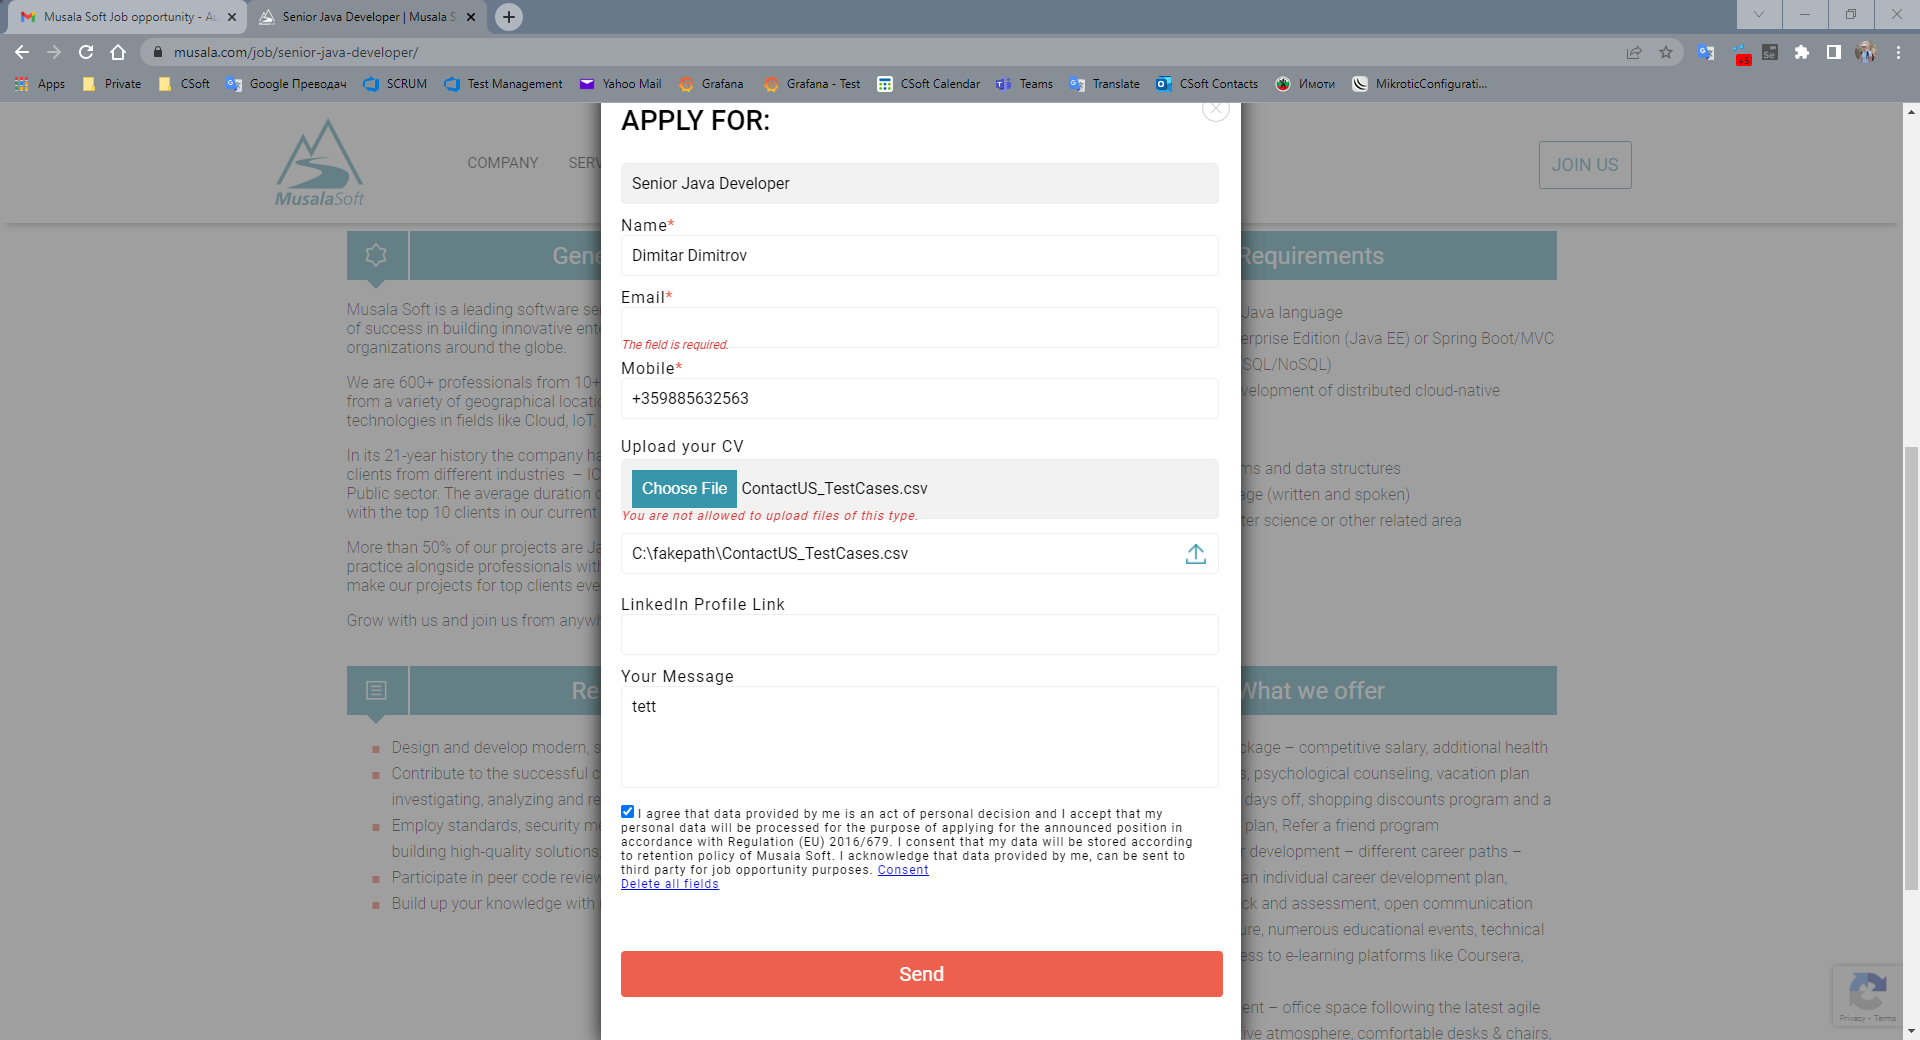 Musala Soft Job opportunity - Au
Senior Java Developer | Musala S
musala.com/job/senior-java-developer/
Apps
Private
CSoft
Google Преводач
SCRUM
Test Management
Yahoo Mail
Grafana
Grafana - Test
CSoft Calendar
Teams
Translate
CSoft Contacts
Имоти
MikroticConfigurati...
MusalaSoft
COMPANY
SERV
JOIN US
APPLY FOR:
Senior Java Developer
Name*
Dimitar Dimitrov
Email*
The field is required.
Mobile*
+359885632563
Upload your CV
Choose File ContactUS_TestCases.csv
You are not allowed to upload files of this type.
C:\fakepath\ContactUS_TestCases.csv
LinkedIn Profile Link
Your Message
tett
I agree that data provided by me is an act of personal decision and I accept that my
personal data will be processed for the purpose of applying for the announced position in
accordance with Regulation (EU) 2016/679. I consent that my data will be stored according
to retention policy of Musala Soft. I acknowledge that data provided by me, can be sent to
third party for job opportunity purposes. Consent
Delete all fields
Send
Gene
Musala Soft is a leading software se
of success in building innovative ente
organizations around the globe.
We are 600+ professionals from 10+
from a variety of geographical locatio
technologies in fields like Cloud, IoT,
In its 21-year history the company ha
clients from different industries – IC
Public sector. The average duration o
with the top 10 clients in our current
More than 50% of our projects are Ja
practice alongside professionals with
make our projects for top clients eve
Grow with us and join us from anywh
Requirements
Java language
erprise Edition (Java EE) or Spring Boot/MVC
SQL/NoSQL)
velopment of distributed cloud-native
ms and data structures
age (written and spoken)
ter science or other related area
Re
Design and develop modern, s
Contribute to the successful c
investigating, analyzing and re
Employ standards, security me
building high-quality solutions,
Participate in peer code review
Build up your knowledge with
What we offer
ckage – competitive salary, additional health
s, psychological counseling, vacation plan
days off, shopping discounts program and a
plan, Refer a friend program
r development – different career paths –
an individual career development plan,
ck and assessment, open communication
ure, numerous educational events, technical
ess to e-learning platforms like Coursera,
ent – office space following the latest agile
ive atmosphere, comfortable desks & chairs,
Privacy - Terms